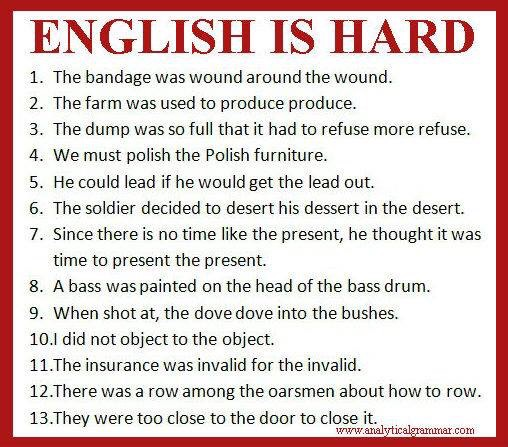 ENGLISH IS HARD
1. The bandage was wound around the wound.
2. The farm was used to produce produce.
3. The dump was so full that it had to refuse more refuse.
4. We must polish the Polish furniture.
5. He could lead if he would get the lead out.
6. The soldier decided to desert his dessert in the desert.
7. Since there is no time like the present, he thought it was
time to present the present.
8. A bass was painted on the head of the bass drum.
9. When shot at, the dove dove into the bushes.
10.I did not object to the object.
11.The insurance was invalid for the invalid.
12.There was a row among the oarsmen about how to row.
13.They were too close to the door to close it.
www.analyticalgrammar.com